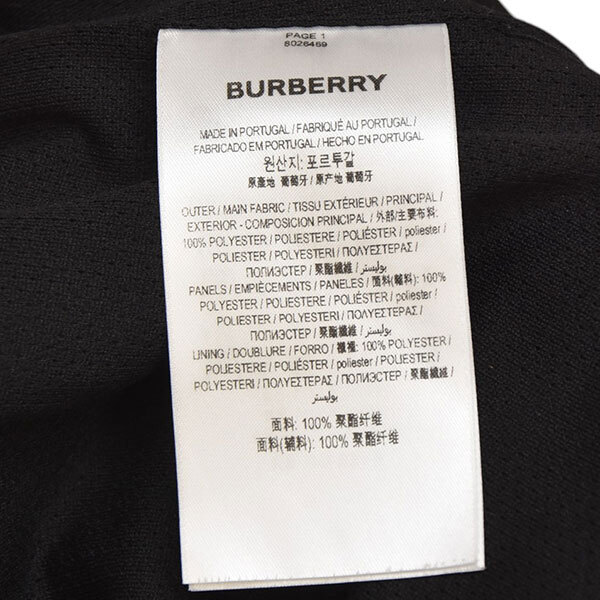 PAGE 1
8026469
BURBERRY
MADE IN PORTUGAL / FABRIQUÉ AU PORTUGAL /
FABRICADO EM PORTUGAL / HECHO EN PORTUGAL
원산지: 포르투갈
原產地 葡萄牙 / 原产地 葡萄牙
OUTER / MAIN FABRIC / TISSU EXTÉRIEUR / PRINCIPAL /
EXTERIOR - COMPOSICION PRINCIPAL / 外部/主要布料:
100% POLYESTER / POLIESTERE / POLIÉSTER / poliester /
POLIESTER / POLYESTERI / ΠΟΛΥΕΣΤΕΡΑΣ /
ПОЛИЭСТЕР / 聚酯纖維 / بوليستر
PANELS / EMPIÈCEMENTS / PANELES / 面料(輔料): 100%
POLYESTER / POLIESTERE / POLIÉSTER / poliester /
POLIESTER / POLYESTERI / ΠΟΛΥΕΣΤΕΡΑΣ /
ПОЛИЭСТЕР / 聚酯纖維 / بوليستر
LINING / DOUBLURE / FORRO / 襯裡: 100% POLYESTER /
POLIESTERE / POLIÉSTER / poliester / POLIESTER /
POLYESTERI / ΠΟΛΥΕΣΤΕΡΑΣ / ПОЛИЭСТЕР / 聚酯纖維 /
بوليستر
面料: 100% 聚酯纤维
面料(辅料): 100% 聚酯纤维